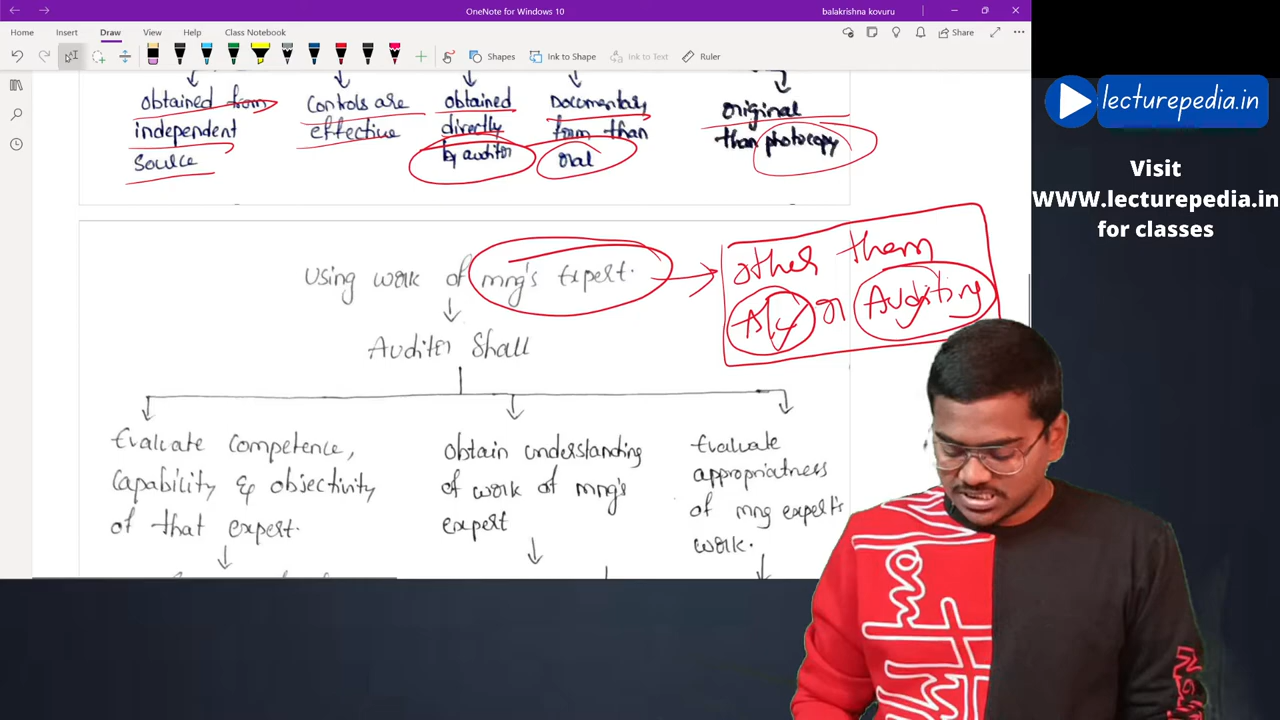 OneNote for Windows 10
balakrishna kovuru
Home Insert Draw View Help Class Notebook
Share
Shapes Ink to Shape Ink to Text Math Ruler
obtained from
independent
source
Controls are
effective
obtained
directly
by auditor
Documentary
form than
oral
original
than photocopy
Using work of mng's Expert.
other than
A/c or Auditing
Auditor Shall
Evaluate Competence,
Capability & objectivity
of that expert.
obtain understanding
of work of mng's
expert
Evaluate
appropriatness
of mng expert's
work.
lecturepedia.in
Visit
WWW.lecturepedia.in
for classes